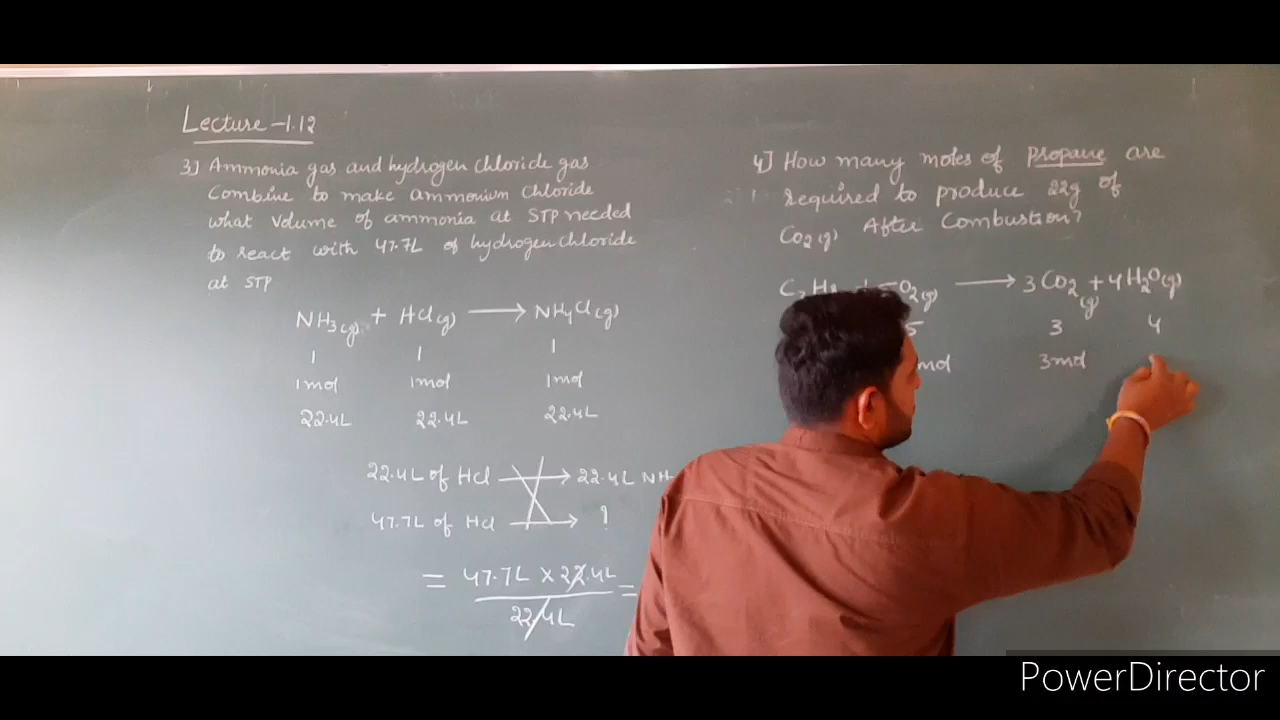 Lecture -1.12
3] Ammonia gas and hydrogen chloride gas
Combine to make ammonium chloride
what volume of ammonia at STP needed
to react with 47.7L of hydrogen chloride
at STP
NH3(g) + HCl(g) ⟶ NH4Cl(g)
1 1 1
1mol 1mol 1mol
22.4L 22.4L 22.4L
22.4L of HCl ⟶ 22.4L
47.7L of HCl ⟶ ?
= 47.7L X 22.4L =
22.4L
4] How many moles of Propane are
required to produce 22g of
CO2(g) After Combustion?
O2(g) ⟶ 3CO2(g) + 4H2O(g)
5 3 4
mol 3mol
PowerDirector